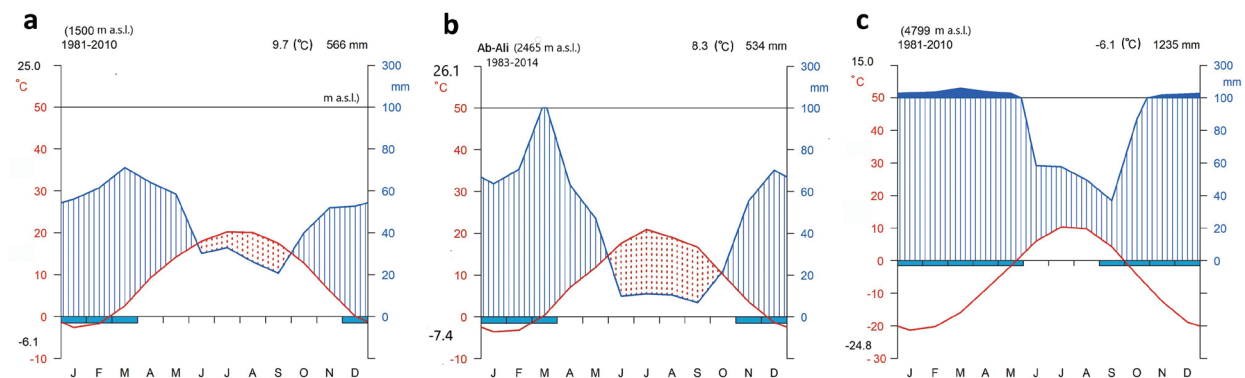 a
(1500 m a.s.l.)
1981-2010 9.7 (°C) 566 mm
25.0 300
°C mm
m a.s.l.)
50 100
40 80
30 60
20 40
10 20
0 0
-6.1
-10
J F M A M J J A S O N D
b
Ab-Ali (2465 m a.s.l.) 8.3 (°C) 534 mm
1983-2014
26.1 300
°C mm
50 100
40 80
30 60
20 40
10 20
0 0
-7.4
-10
J F M A M J J A S O N D
c
(4799 m a.s.l.)
1981-2010 -6.1 (°C) 1235 mm
15.0 300
°C mm
50 100
40 80
30 60
20 40
10 20
0 0
-10
-20
-24.8
-30
J F M A M J J A S O N D